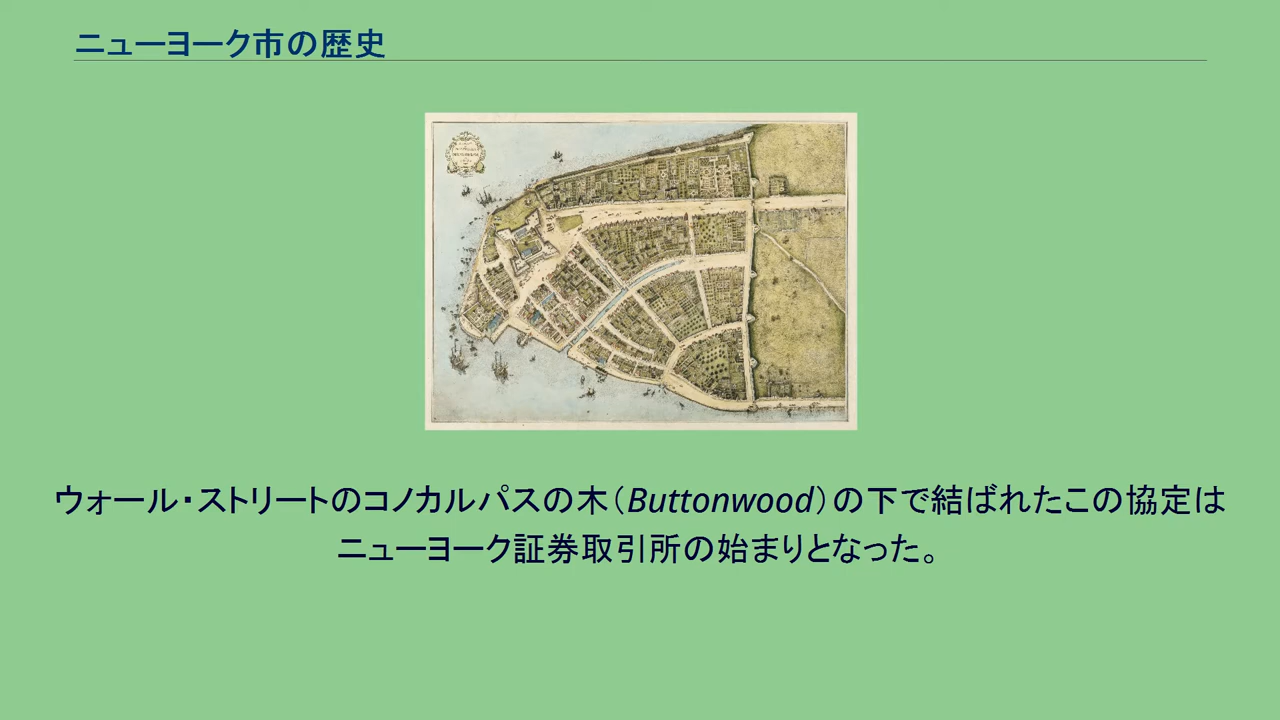 ニューヨーク市の歴史
ウォール・ストリートのコノカルパスの木（Buttonwood）の下で結ばれたこの協定は
ニューヨーク証券取引所の始まりとなった。